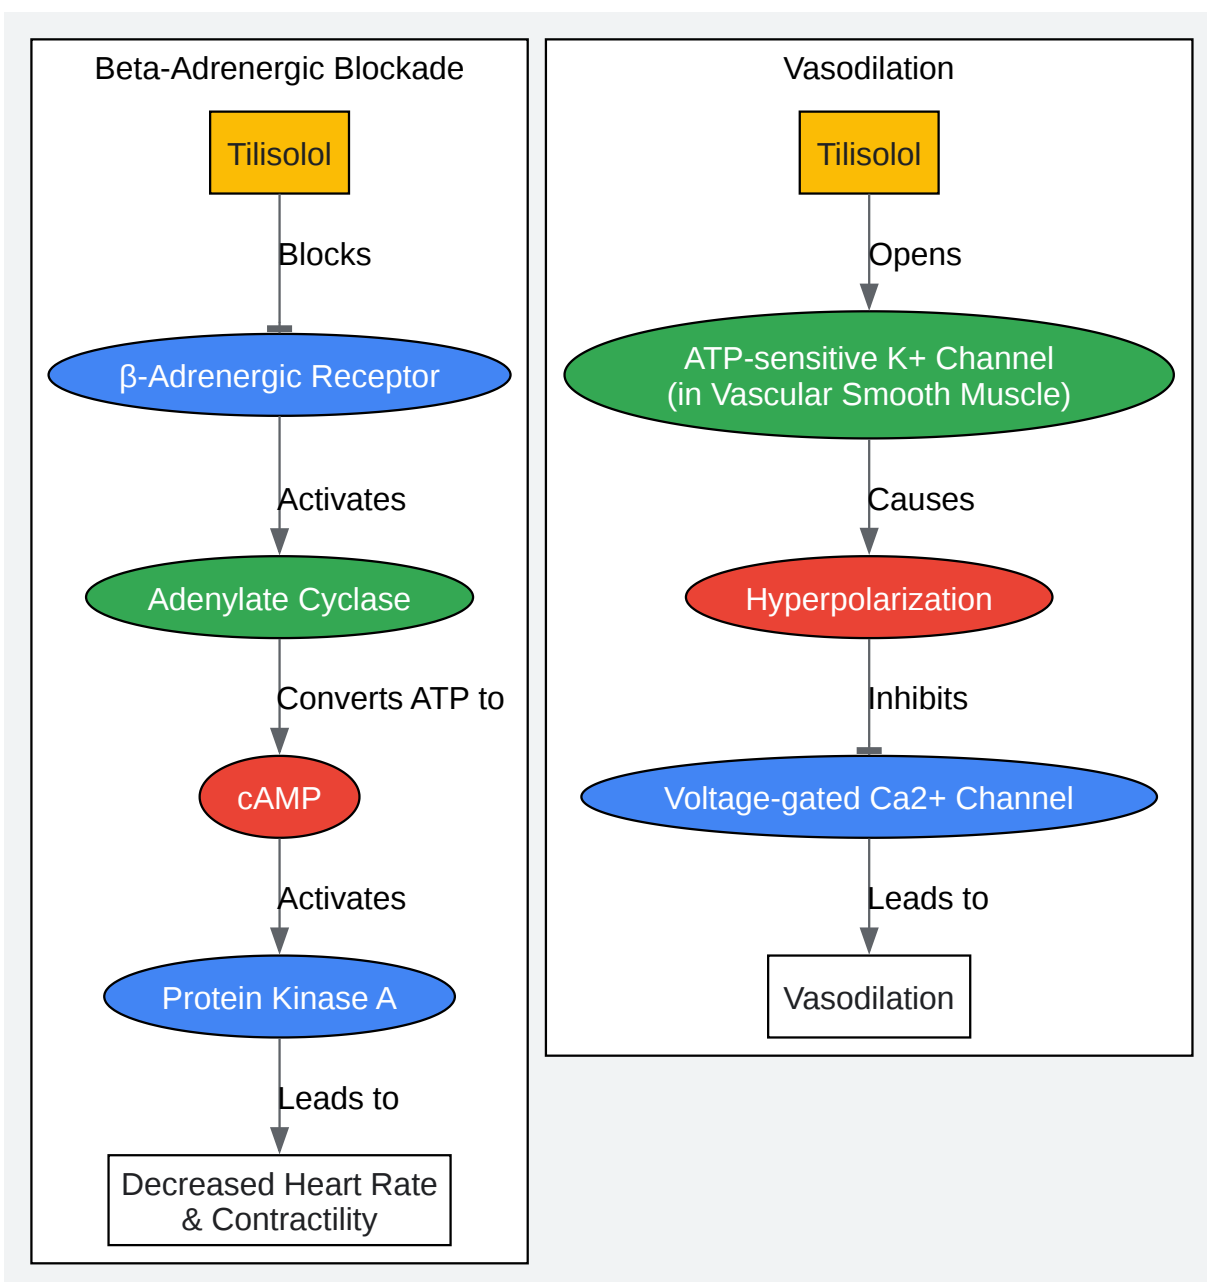 Beta-Adrenergic Blockade
Tilisolol
Blocks
β-Adrenergic Receptor
Activates
Adenylate Cyclase
Converts ATP to
cAMP
Activates
Protein Kinase A
Leads to
Decreased Heart Rate
& Contractility
Vasodilation
Tilisolol
Opens
ATP-sensitive K+ Channel
(in Vascular Smooth Muscle)
Causes
Hyperpolarization
Inhibits
Voltage-gated Ca2+ Channel
Leads to
Vasodilation